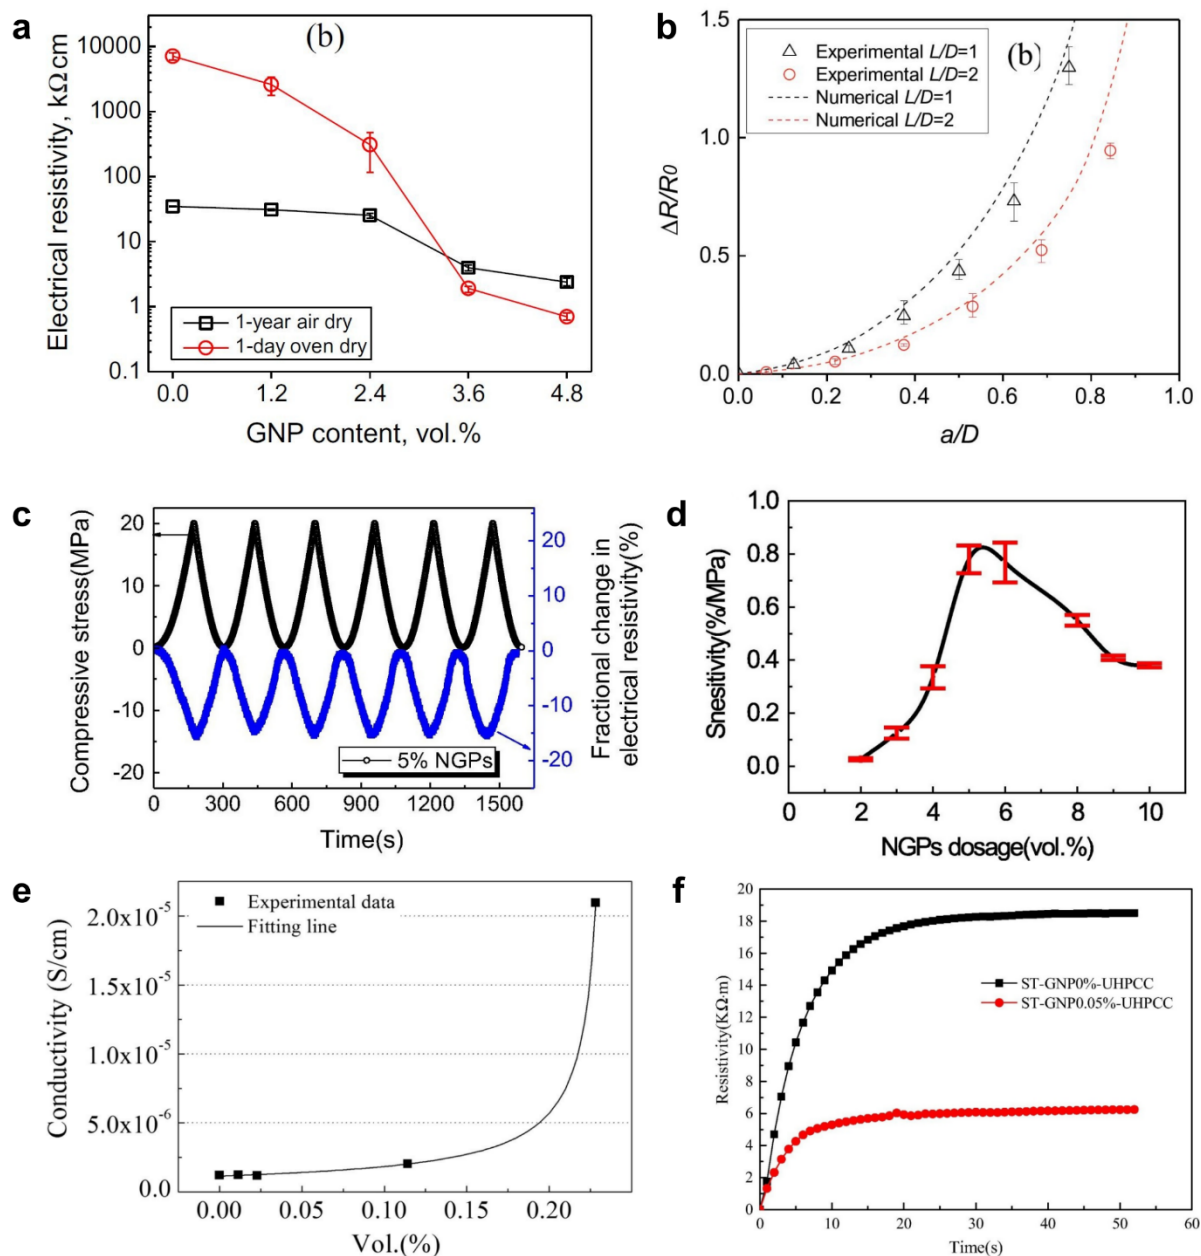 a
(b)
Electrical resistivity, kΩcm
10000
1000
100
10
1
0.1
1-year air dry
1-day oven dry
0.0 1.2 2.4 3.6 4.8
GNP content, vol.%
b
(b)
Experimental L/D=1
Experimental L/D=2
Numerical L/D=1
Numerical L/D=2
ΔR/R0
1.5
1.0
0.5
0.0
0.0 0.2 0.4 0.6 0.8 1.0
a/D
c
Compressive stress(MPa)
20
10
0
-10
-20
20
10
0
-10
-20
Fractional change in
electrical resistivity(%)
5% NGPs
0 300 600 900 1200 1500
Time(s)
d
Snesitivity(%/MPa)
1.0
0.8
0.6
0.4
0.2
0.0
0 2 4 6 8 10
NGPs dosage(vol.%)
e
Experimental data
Fitting line
Conductivity (S/cm)
2.0x10⁻⁵
1.5x10⁻⁵
1.0x10⁻⁵
5.0x10⁻⁶
0.0
0.00 0.05 0.10 0.15 0.20
Vol.(%)
f
Resistivity(KΩ·m)
20
18
16
14
12
10
8
6
4
2
0
ST-GNP0%-UHPCC
ST-GNP0.05%-UHPCC
0 10 20 30 40 50 60
Time(s)